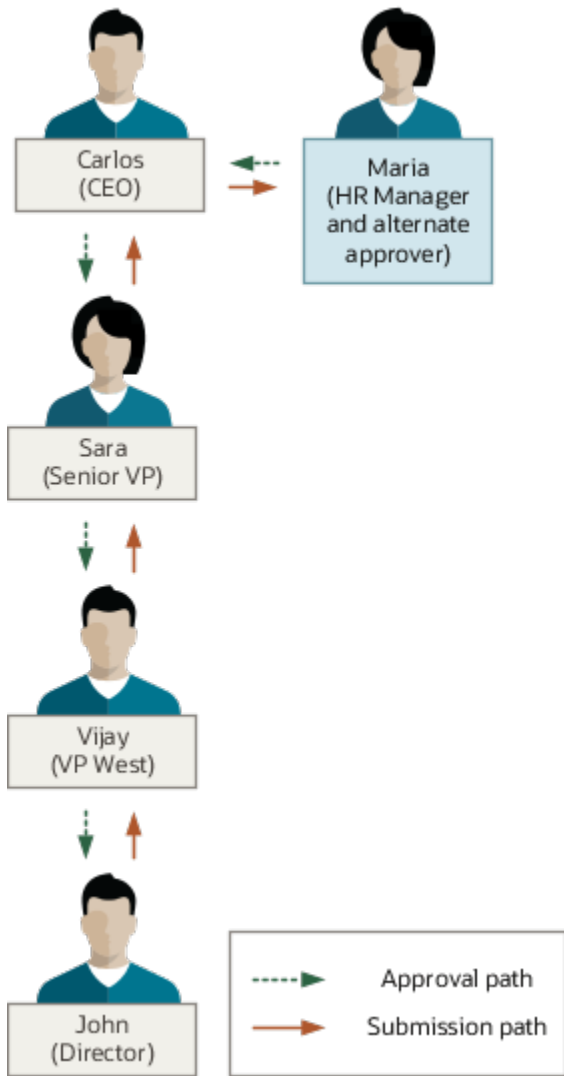 Carlos
(CEO)
Maria
(HR Manager
and alternate
approver)
Sara
(Senior VP)
Vijay
(VP West)
John
(Director)
Approval path
Submission path